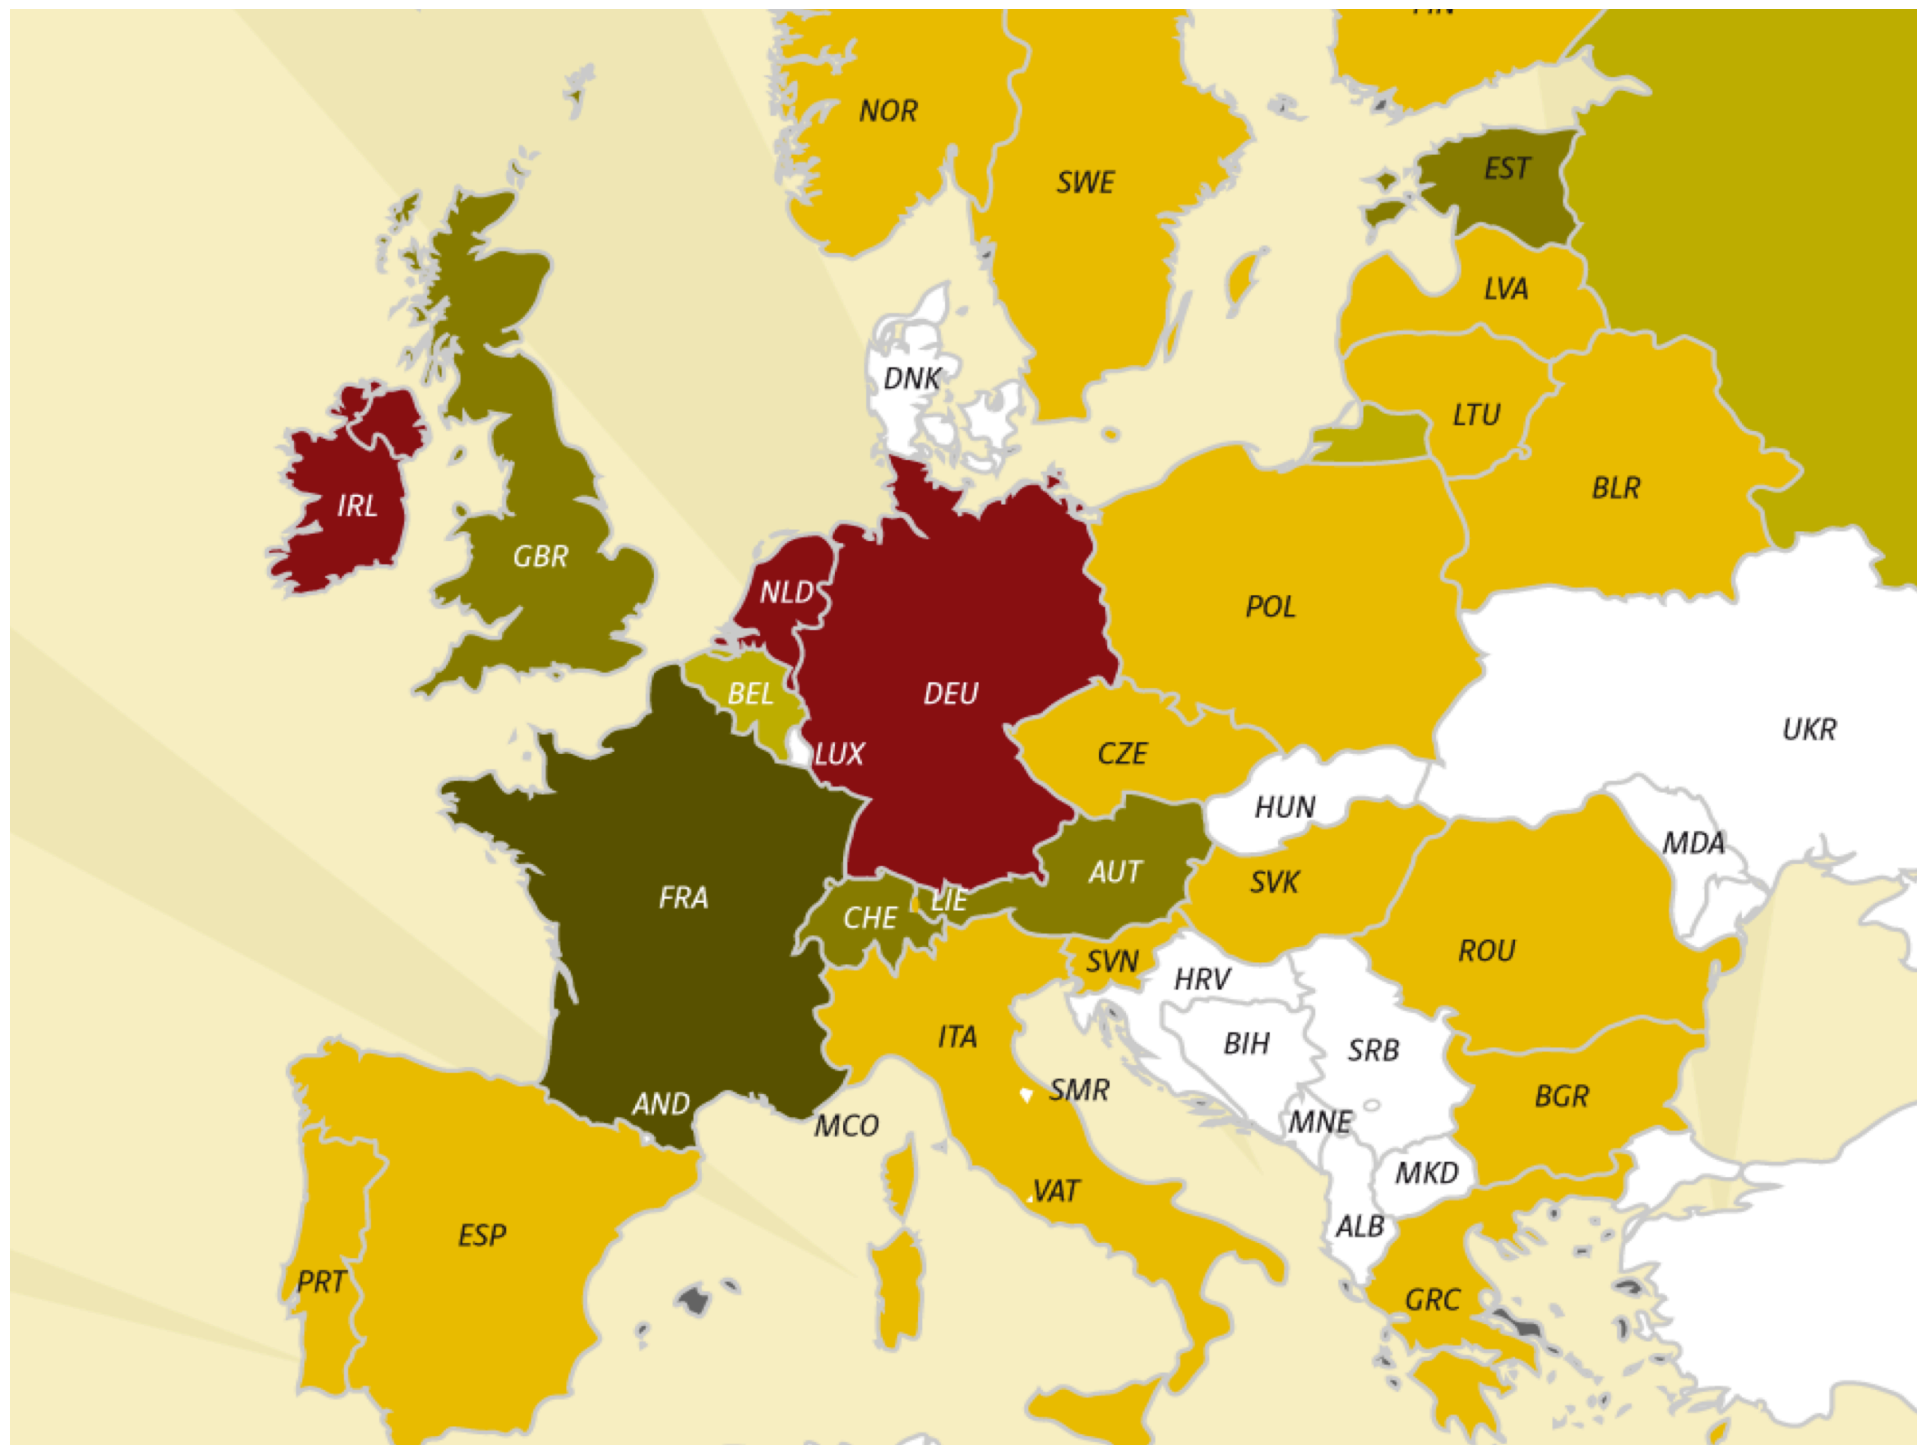 FIN
NOR
EST
SWE
LVA
DNK
LTU
BLR
IRL
GBR
NLD
POL
BEL
DEU
UKR
LUX
CZE
HUN
MDA
AUT
SVK
FRA
LIE
CHE
ROU
SVN
HRV
ITA
BIH
SRB
SMR
BGR
AND
MCO
MNE
MKD
VAT
ALB
ESP
PRT
GRC